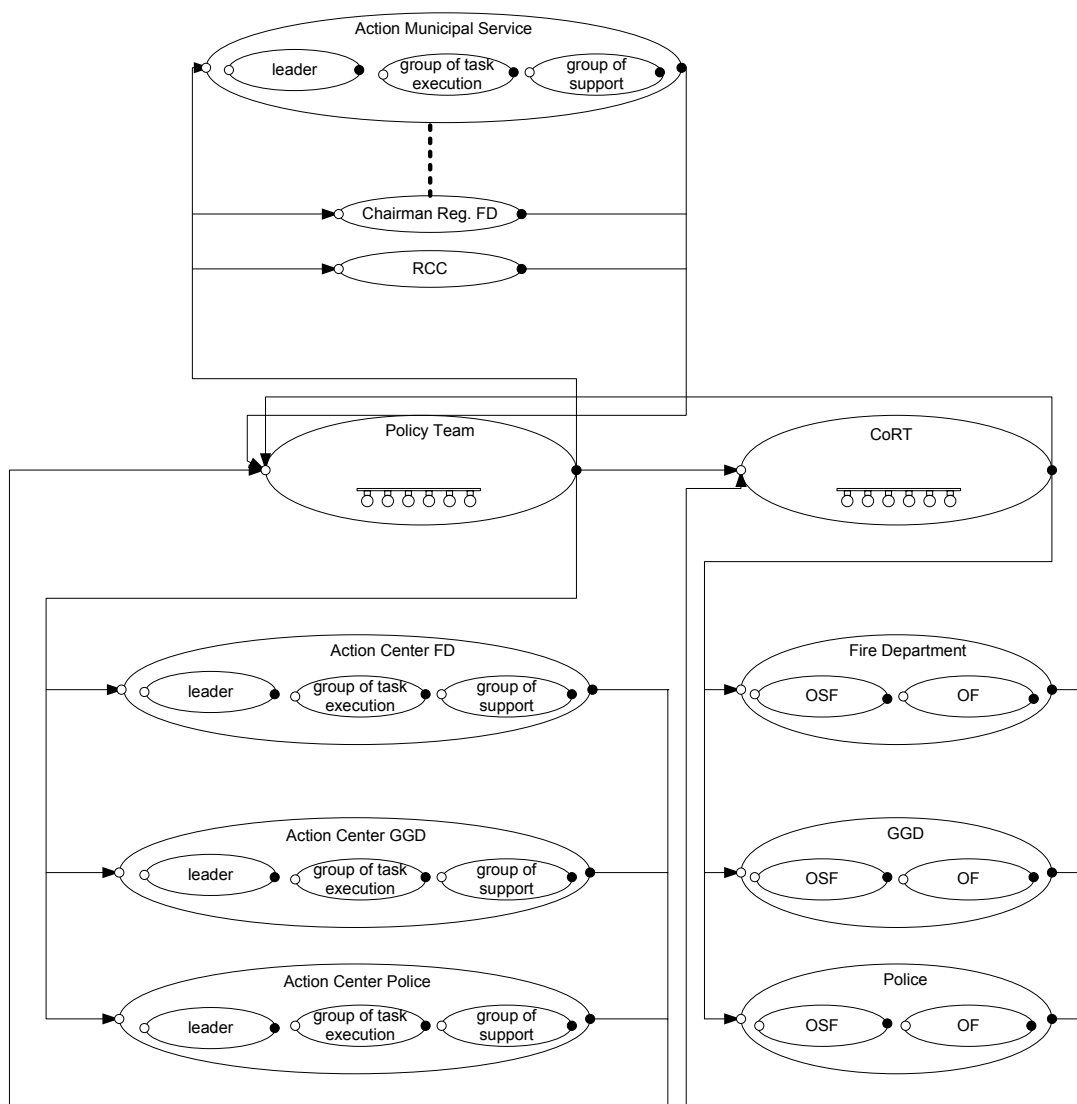 Action Municipal Service
leader
group of task
execution
group of
support
Chairman Reg. FD
RCC
Policy Team
CoRT
Action Center FD
leader
group of task
execution
group of
support
Fire Department
OSF
OF
Action Center GGD
leader
group of task
execution
group of
support
GGD
OSF
OF
Action Center Police
leader
group of task
execution
group of
support
Police
OSF
OF